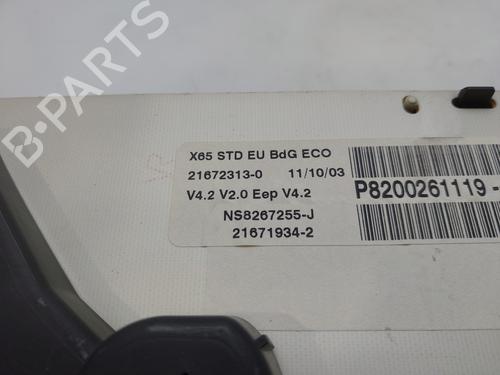 B-PARTS
X65 STD EU BdG ECO
21672313-0 11/10/03
V4.2 V2.0 Eep V4.2
P8200261119-
NS8267255-J
21671934-2